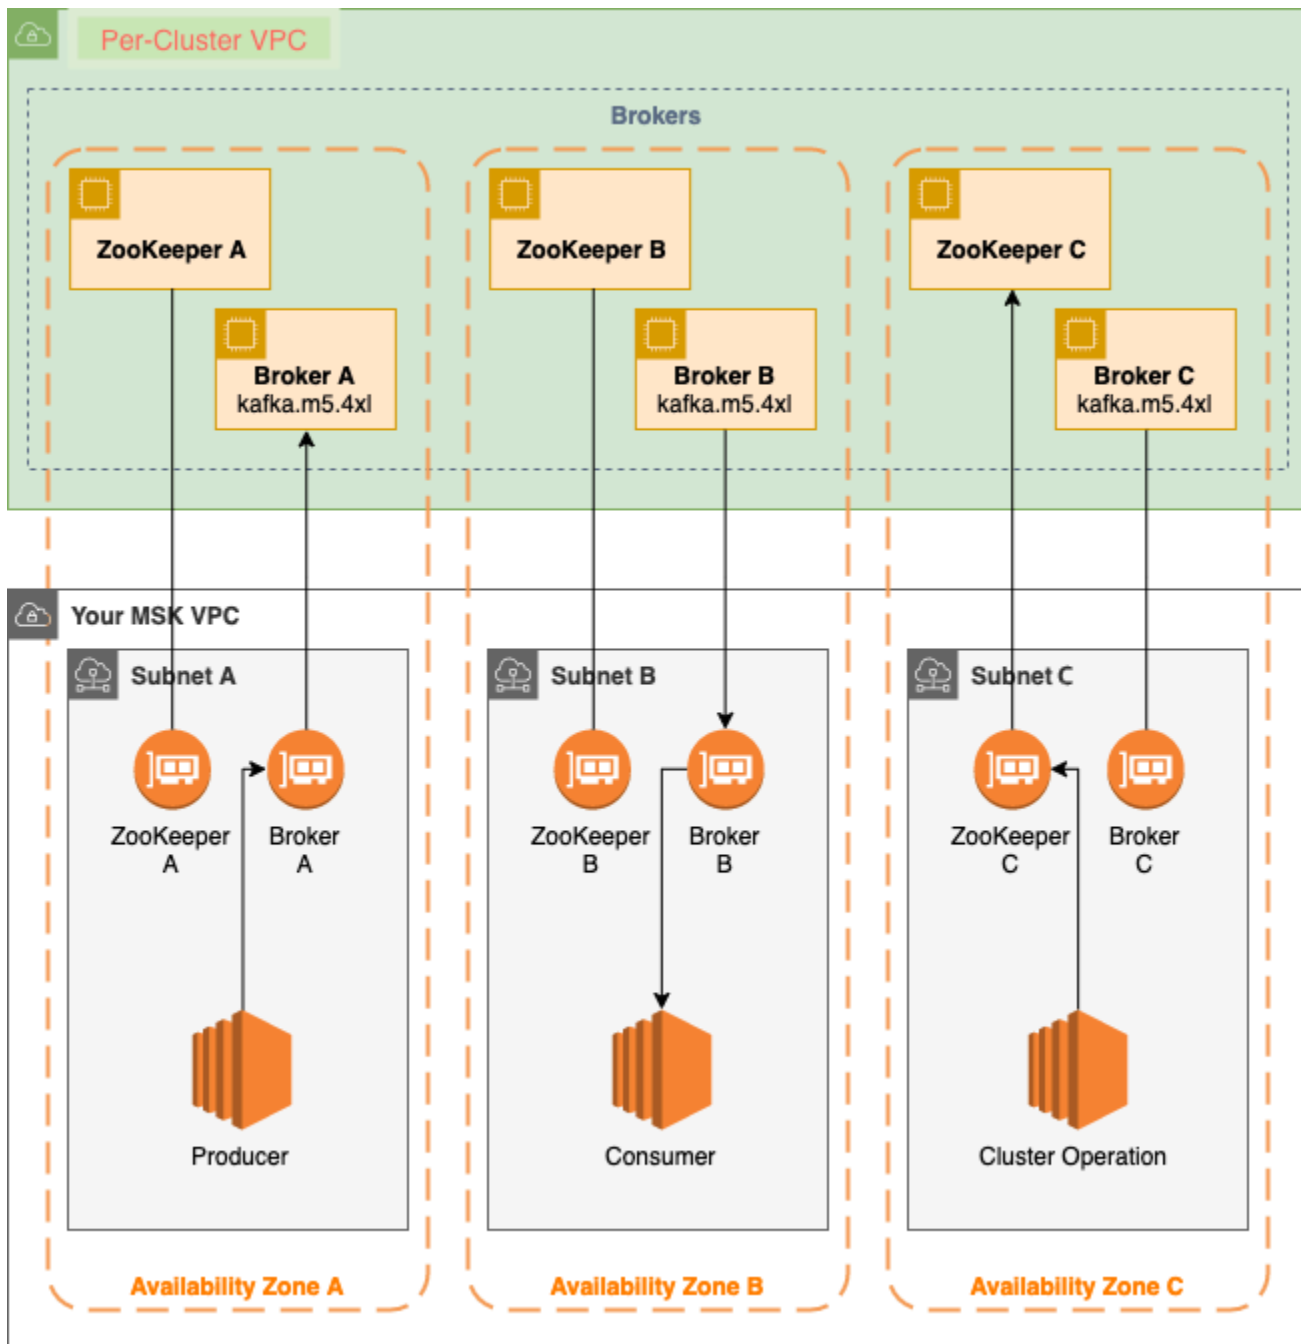 Per-Cluster VPC
Brokers
ZooKeeper A
ZooKeeper B
ZooKeeper C
Broker A
kafka.m5.4xl
Broker B
kafka.m5.4xl
Broker C
kafka.m5.4xl
Your MSK VPC
Subnet A
Subnet B
Subnet C
ZooKeeper
A
Broker
A
ZooKeeper
B
Broker
B
ZooKeeper
C
Broker
C
Producer
Consumer
Cluster Operation
Availability Zone A
Availability Zone B
Availability Zone C